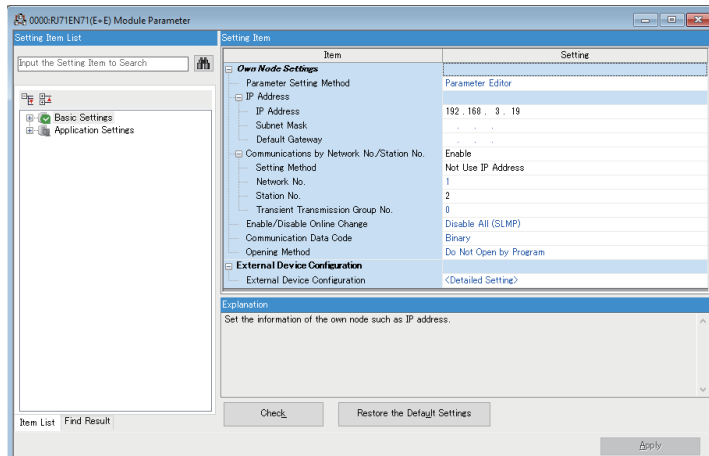 0000:RJ71EN71(E+E) Module Parameter
Setting Item List
Input the Setting Item to Search
Basic Settings
Application Settings
Item List Find Result
Setting Item
Item Setting
Own Node Settings
Parameter Setting Method Parameter Editor
IP Address
IP Address 192 . 168 . 3 . 19
Subnet Mask . . .
Default Gateway . . .
Communications by Network No./Station No. Enable
Setting Method Not Use IP Address
Network No. 1
Station No. 2
Transient Transmission Group No. 0
Enable/Disable Online Change Disable All (SLMP)
Communication Data Code Binary
Opening Method Do Not Open by Program
External Device Configuration
External Device Configuration <Detailed Setting>
Explanation
Set the information of the own node such as IP address.
Check Restore the Default Settings
Apply